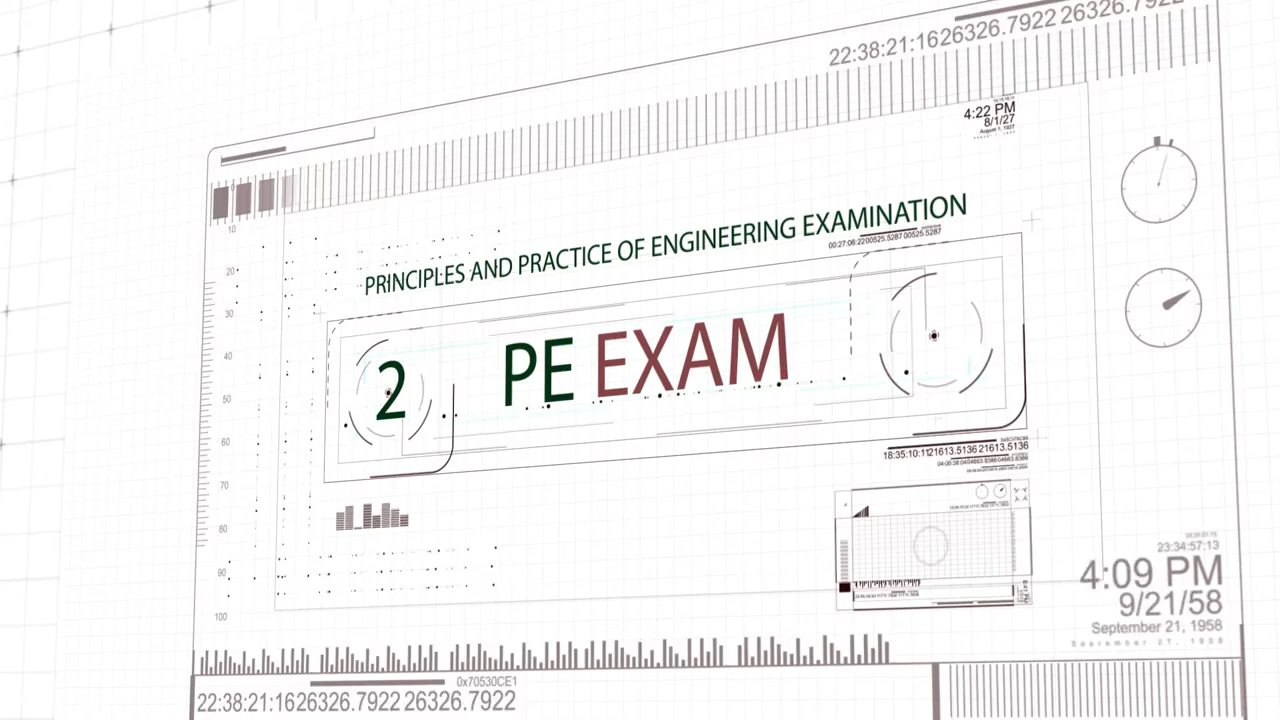 22:38:21:1626326.7922 26326.7922
4:22 PM
8/1/27
August 1, 1927
0
10
20
30
40
50
60
70
80
90
100
PRINCIPLES AND PRACTICE OF ENGINEERING EXAMINATION
00:27:06:2200525.5287 00525.5287
2 PE EXAM
18:35:10:1121613.5136 21613.5136
23:34:57:13
4:09 PM
9/21/58
September 21, 1958
0x70530CE1
22:38:21:1626326.7922 26326.7922